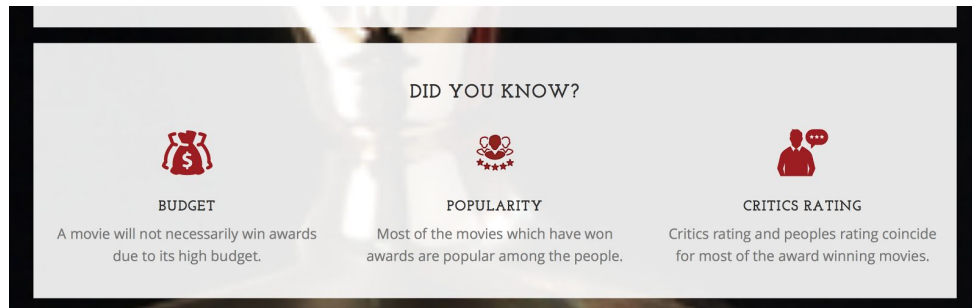 DID YOU KNOW?
BUDGET
A movie will not necessarily win awards
due to its high budget.
POPULARITY
Most of the movies which have won
awards are popular among the people.
CRITICS RATING
Critics rating and peoples rating coincide
for most of the award winning movies.